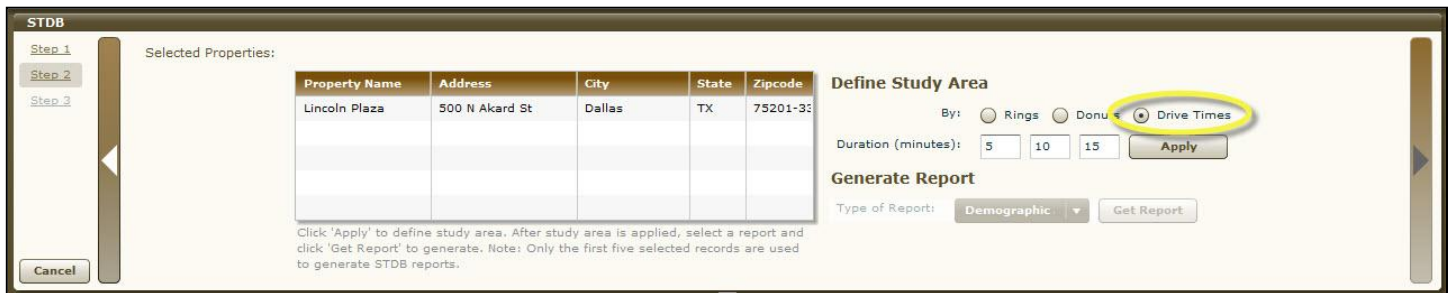 STDB
Step 1
Step 2
Step 3
Cancel
Selected Properties:
Property Name Address City State Zipcode
Lincoln Plaza 500 N Akard St Dallas TX 75201-33
Click 'Apply' to define study area. After study area is applied, select a report and
click 'Get Report' to generate. Note: Only the first five selected records are used
to generate STDB reports.
Define Study Area
By: Rings Donuts Drive Times
Duration (minutes): 5 10 15 Apply
Generate Report
Type of Report: Demographic Get Report